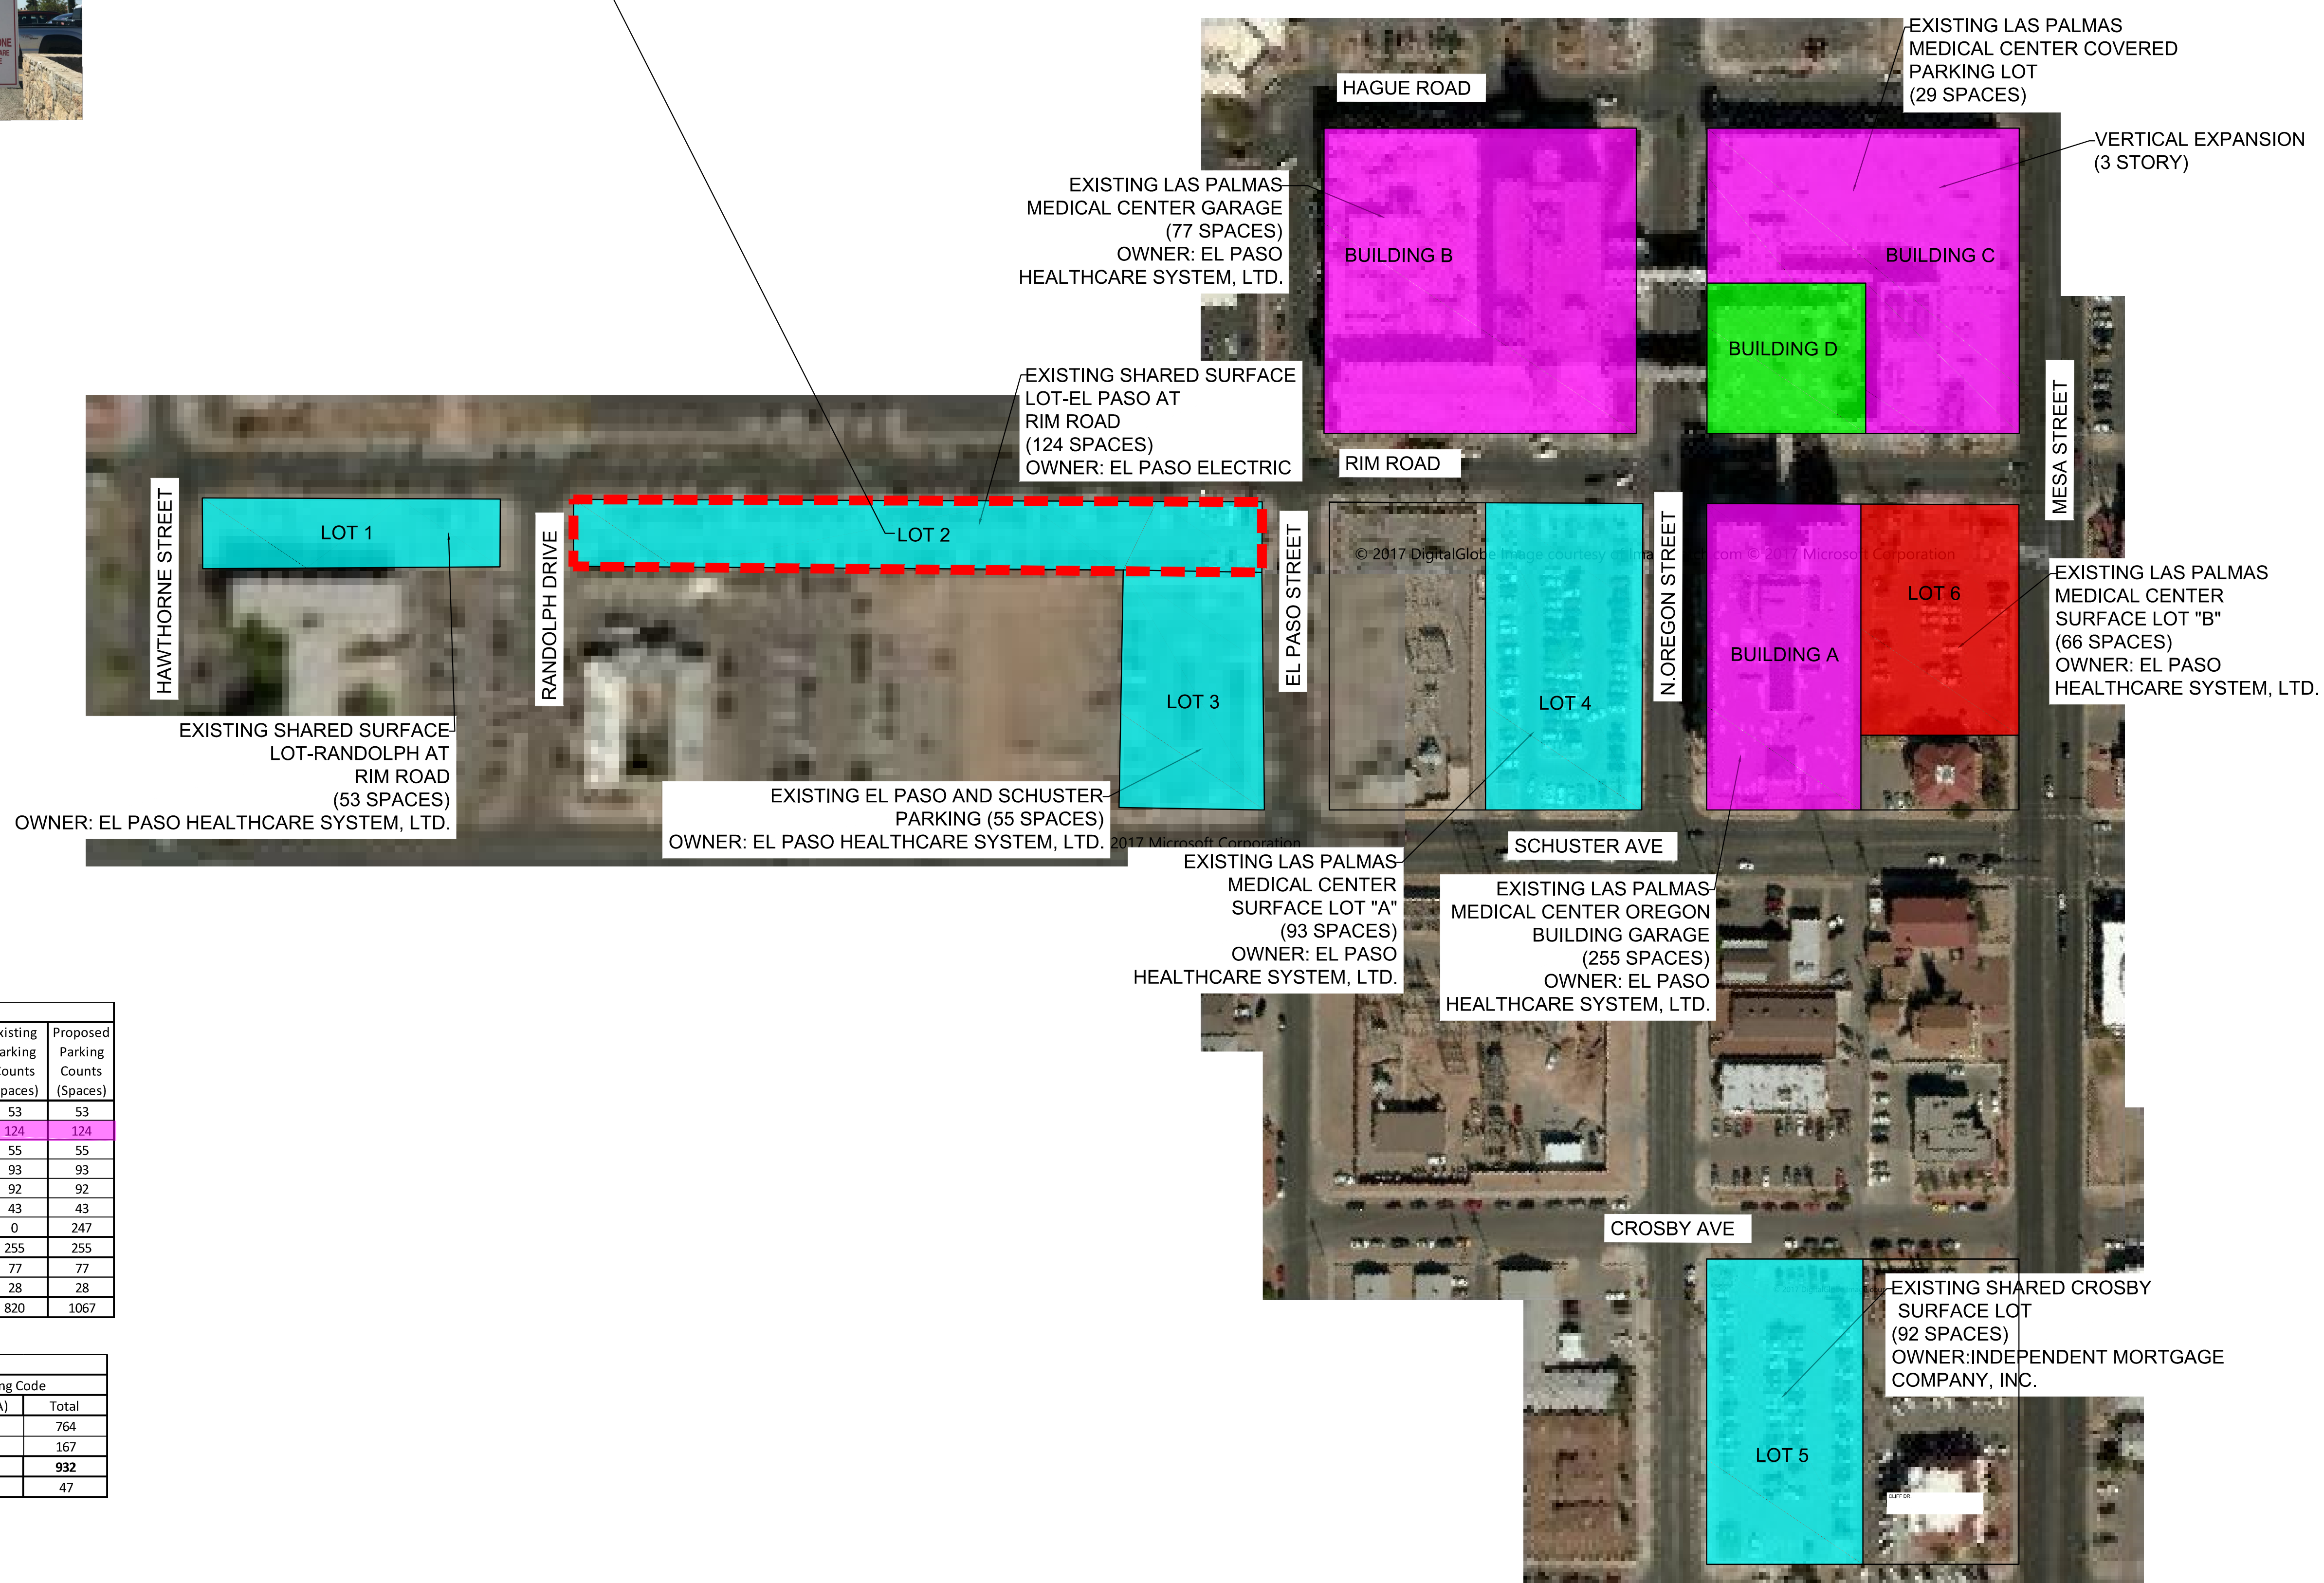 EXISTING LAS PALMAS
MEDICAL CENTER COVERED
PARKING LOT
(29 SPACES)
HAGUE ROAD
VERTICAL EXPANSION
(3 STORY)
EXISTING LAS PALMAS
MEDICAL CENTER GARAGE
(77 SPACES)
OWNER: EL PASO
HEALTHCARE SYSTEM, LTD.
BUILDING B
BUILDING C
BUILDING D
EXISTING SHARED SURFACE
LOT-EL PASO AT
RIM ROAD
(124 SPACES)
OWNER: EL PASO ELECTRIC
RIM ROAD
MESA STREET
HAWTHORNE STREET
LOT 1
RANDOLPH DRIVE
LOT 2
EL PASO STREET
N.OREGON STREET
© 2017 DigitalGlobe Image courtesy of
.com © 2017 Microsoft Corporation
LOT 6
EXISTING LAS PALMAS
MEDICAL CENTER
SURFACE LOT "B"
(66 SPACES)
OWNER: EL PASO
HEALTHCARE SYSTEM, LTD.
BUILDING A
LOT 3
LOT 4
EXISTING SHARED SURFACE
LOT-RANDOLPH AT
RIM ROAD
(53 SPACES)
OWNER: EL PASO HEALTHCARE SYSTEM, LTD.
EXISTING EL PASO AND SCHUSTER
PARKING (55 SPACES)
OWNER: EL PASO HEALTHCARE SYSTEM, LTD.
2017 Microsoft Corporation
SCHUSTER AVE
EXISTING LAS PALMAS
MEDICAL CENTER
SURFACE LOT "A"
(93 SPACES)
OWNER: EL PASO
HEALTHCARE SYSTEM, LTD.
EXISTING LAS PALMAS
MEDICAL CENTER OREGON
BUILDING GARAGE
(255 SPACES)
OWNER: EL PASO
HEALTHCARE SYSTEM, LTD.
xisting Proposed
arking Parking
Counts Counts
paces) (Spaces)
53 53
124 124
55 55
93 93
92 92
43 43
0 247
255 255
77 77
28 28
820 1067
CROSBY AVE
EXISTING SHARED CROSBY
SURFACE LOT
(92 SPACES)
OWNER:INDEPENDENT MORTGAGE
COMPANY, INC.
ng Code
A) Total
764
167
932
47
LOT 5
CLIFF DR.